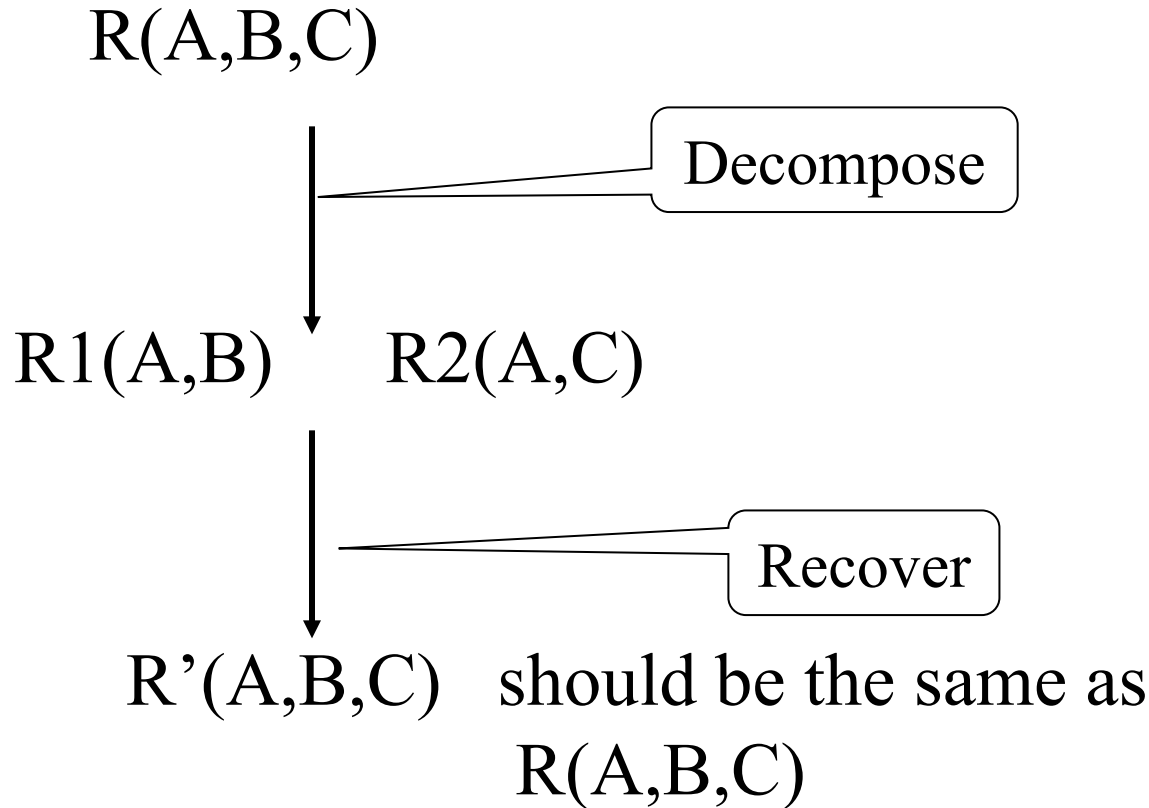 R(A,B,C)
Decompose
R1(A,B) R2(A,C)
Recover
R’(A,B,C) should be the same as
R(A,B,C)